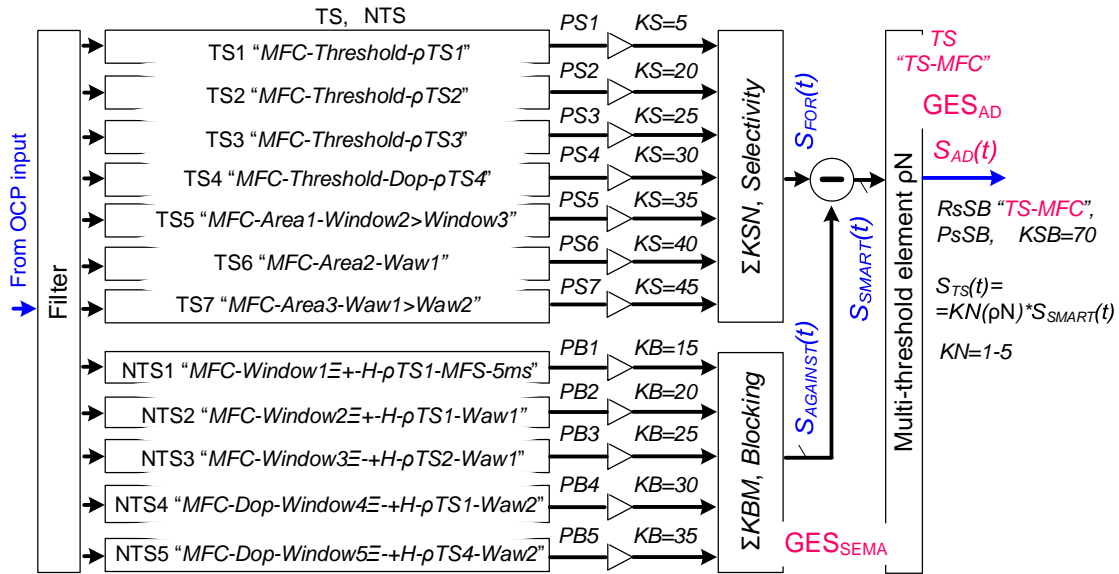 TS, NTS
From OCP input
Filter
TS1 “MFC-Threshold-ρTS1”
PS1
KS=5
TS2 “MFC-Threshold-ρTS2”
PS2
KS=20
TS3 “MFC-Threshold-ρTS3”
PS3
KS=25
TS4 “MFC-Threshold-Dop-ρTS4”
PS4
KS=30
TS5 “MFC-Area1-Window2>Window3”
PS5
KS=35
TS6 “MFC-Area2-Waw1”
PS6
KS=40
TS7 “MFC-Area3-Waw1>Waw2”
PS7
KS=45
ΣKSN, Selectivity
NTS1 “MFC-Window1Ξ+-H-ρTS1-MFS-5ms”
PB1
KB=15
NTS2 “MFC-Window2Ξ+-H-ρTS1-Waw1”
PB2
KB=20
NTS3 “MFC-Window3Ξ-+H-ρTS2-Waw1”
PB3
KB=25
NTS4 “MFC-Dop-Window4Ξ-+H-ρTS1-Waw2”
PB4
KB=30
NTS5 “MFC-Dop-Window5Ξ-+H-ρTS4-Waw2”
PB5
KB=35
ΣKBM, Blocking
SFOR(t)
SAGAINST(t)
SSMART(t)
GESSEMA
Multi-threshold element ρN
TS
“TS-MFC”
GESAD
SAD(t)
RsSB “TS-MFC”,
PsSB, KSB=70
STS(t)=
=KN(ρN)*SSMART(t)
KN=1-5